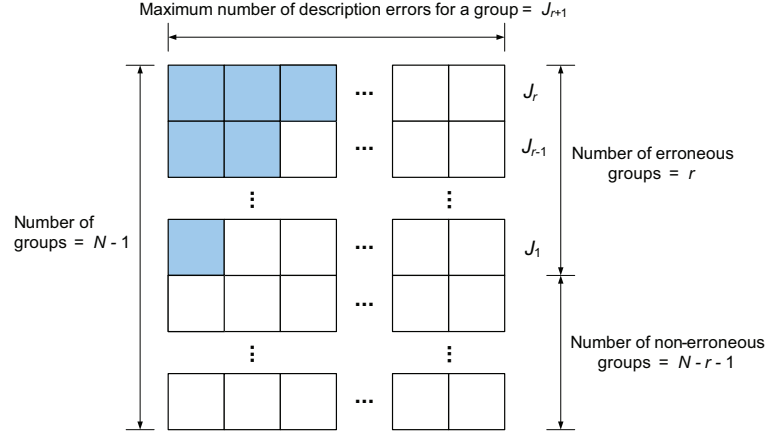 Maximum number of description errors for a group = J_{r+1}
J_r
J_{r-1}
Number of erroneous
groups = r
Number of
groups = N - 1
J_1
Number of non-erroneous
groups = N - r - 1